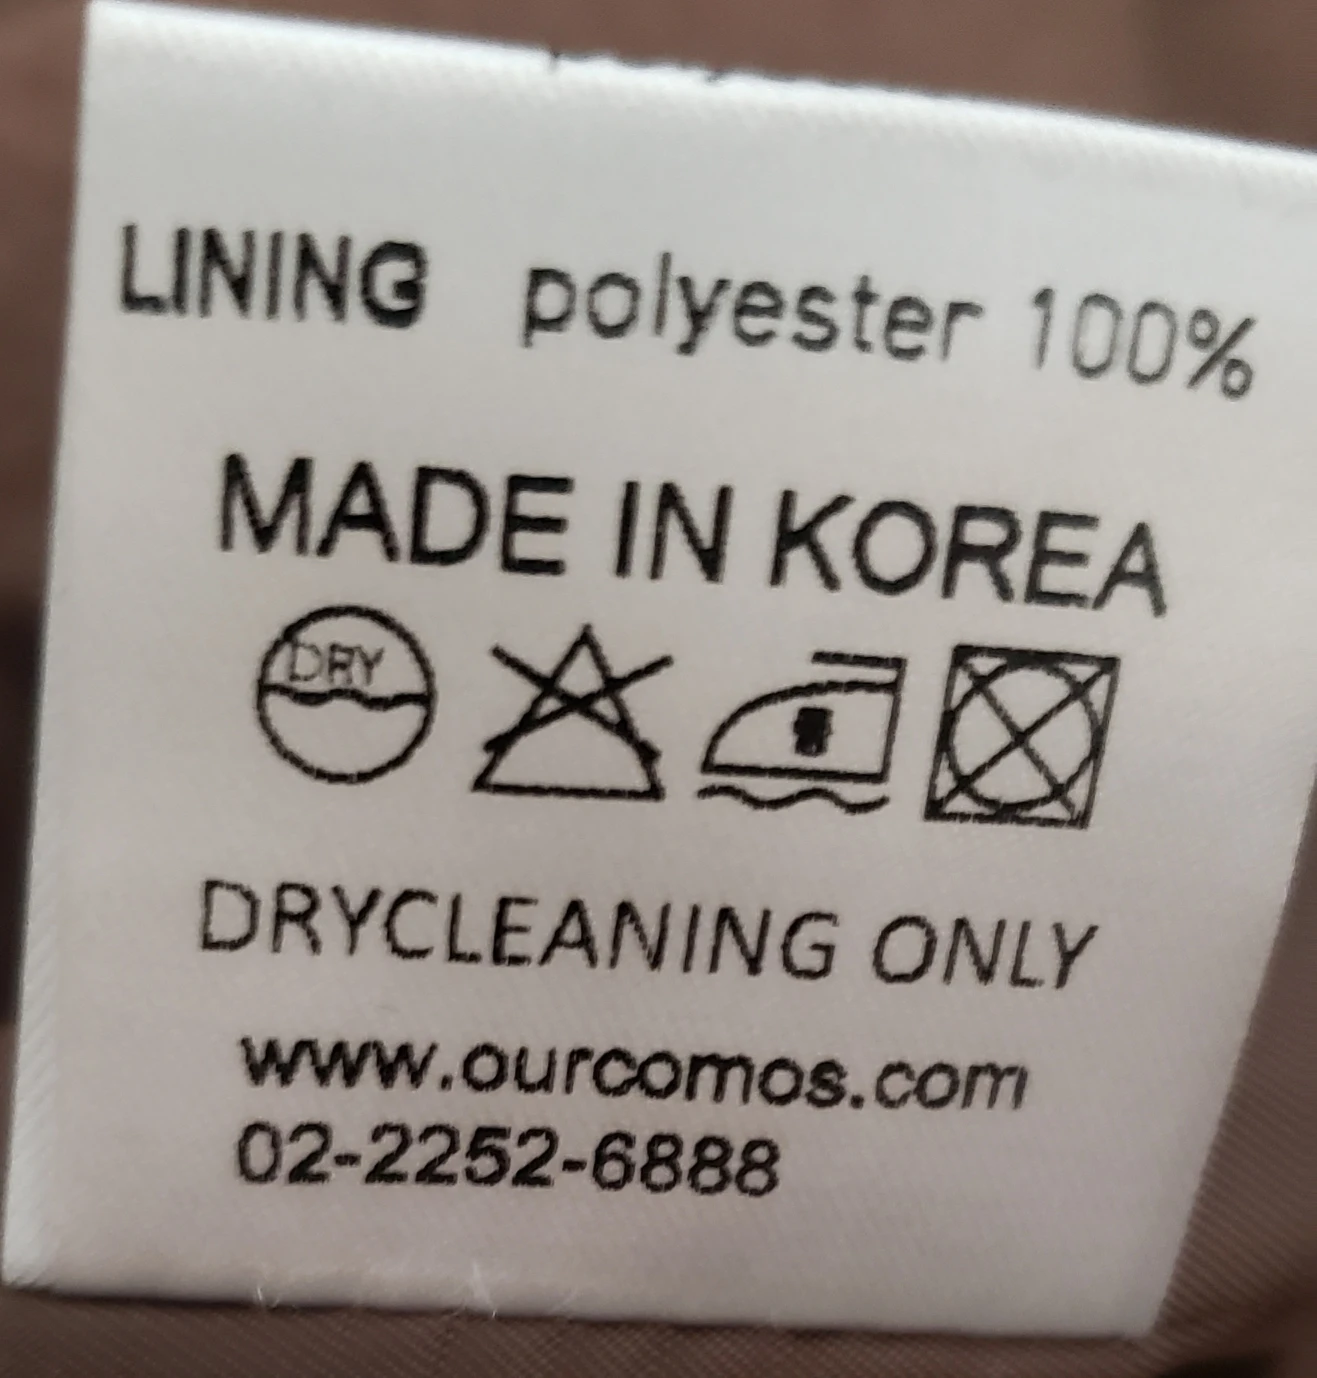 LINING polyester 100%
MADE IN KOREA
DRY
DRYCLEANING ONLY
www.ourcomos.com
02-2252-6888